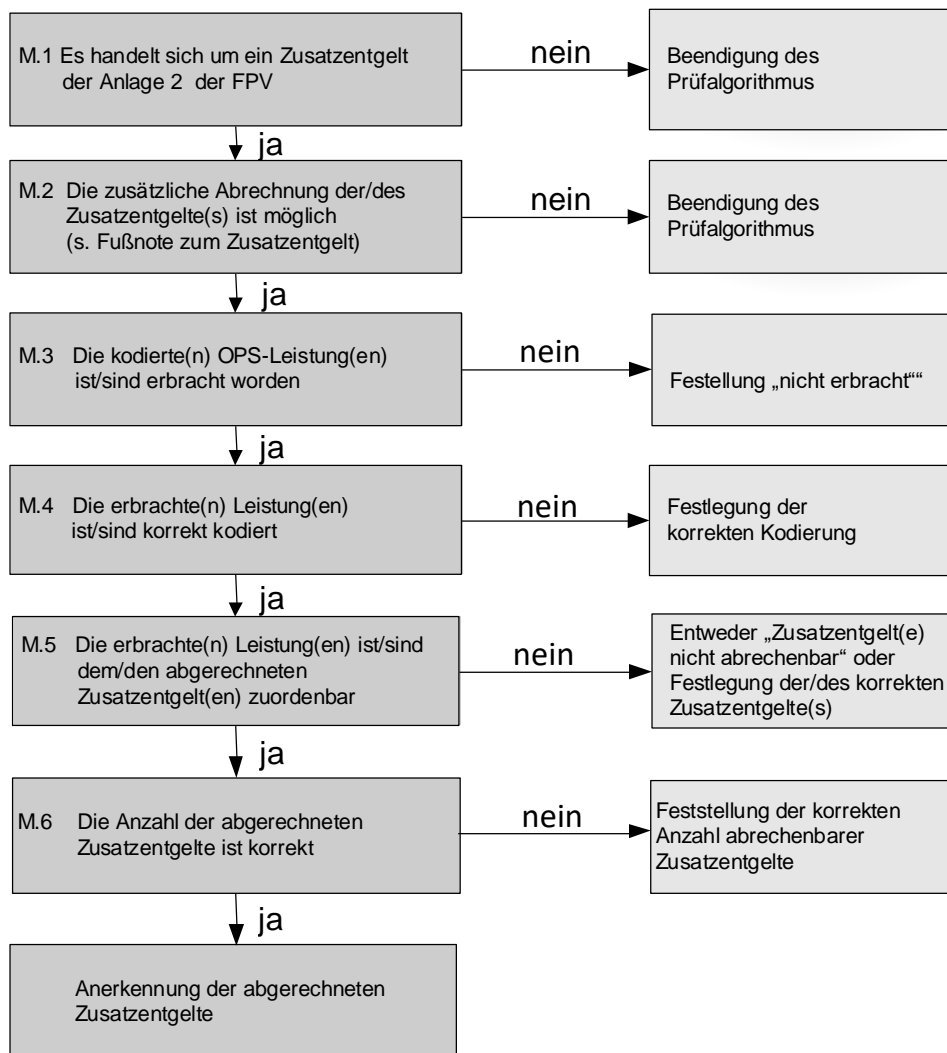 M.1 Es handelt sich um ein Zusatzentgelt
der Anlage 2 der FPV
nein
Beendigung des
Prüfalgorithmus
ja
M.2 Die zusätzliche Abrechnung der/des
Zusatzentgelte(s) ist möglich
(s. Fußnote zum Zusatzentgelt)
nein
Beendigung des
Prüfalgorithmus
ja
M.3 Die kodierte(n) OPS-Leistung(en)
ist/sind erbracht worden
nein
Festellung „nicht erbracht““
ja
M.4 Die erbrachte(n) Leistung(en)
ist/sind korrekt kodiert
nein
Festlegung der
korrekten Kodierung
ja
M.5 Die erbrachte(n) Leistung(en) ist/sind
dem/den abgerechneten
Zusatzentgelt(en) zuordenbar
nein
Entweder „Zusatzentgelt(e)
nicht abrechenbar“ oder
Festlegung der/des korrekten
Zusatzentgelte(s)
ja
M.6 Die Anzahl der abgerechneten
Zusatzentgelte ist korrekt
nein
Feststellung der korrekten
Anzahl abrechenbarer
Zusatzentgelte
ja
Anerkennung der abgerechneten
Zusatzentgelte